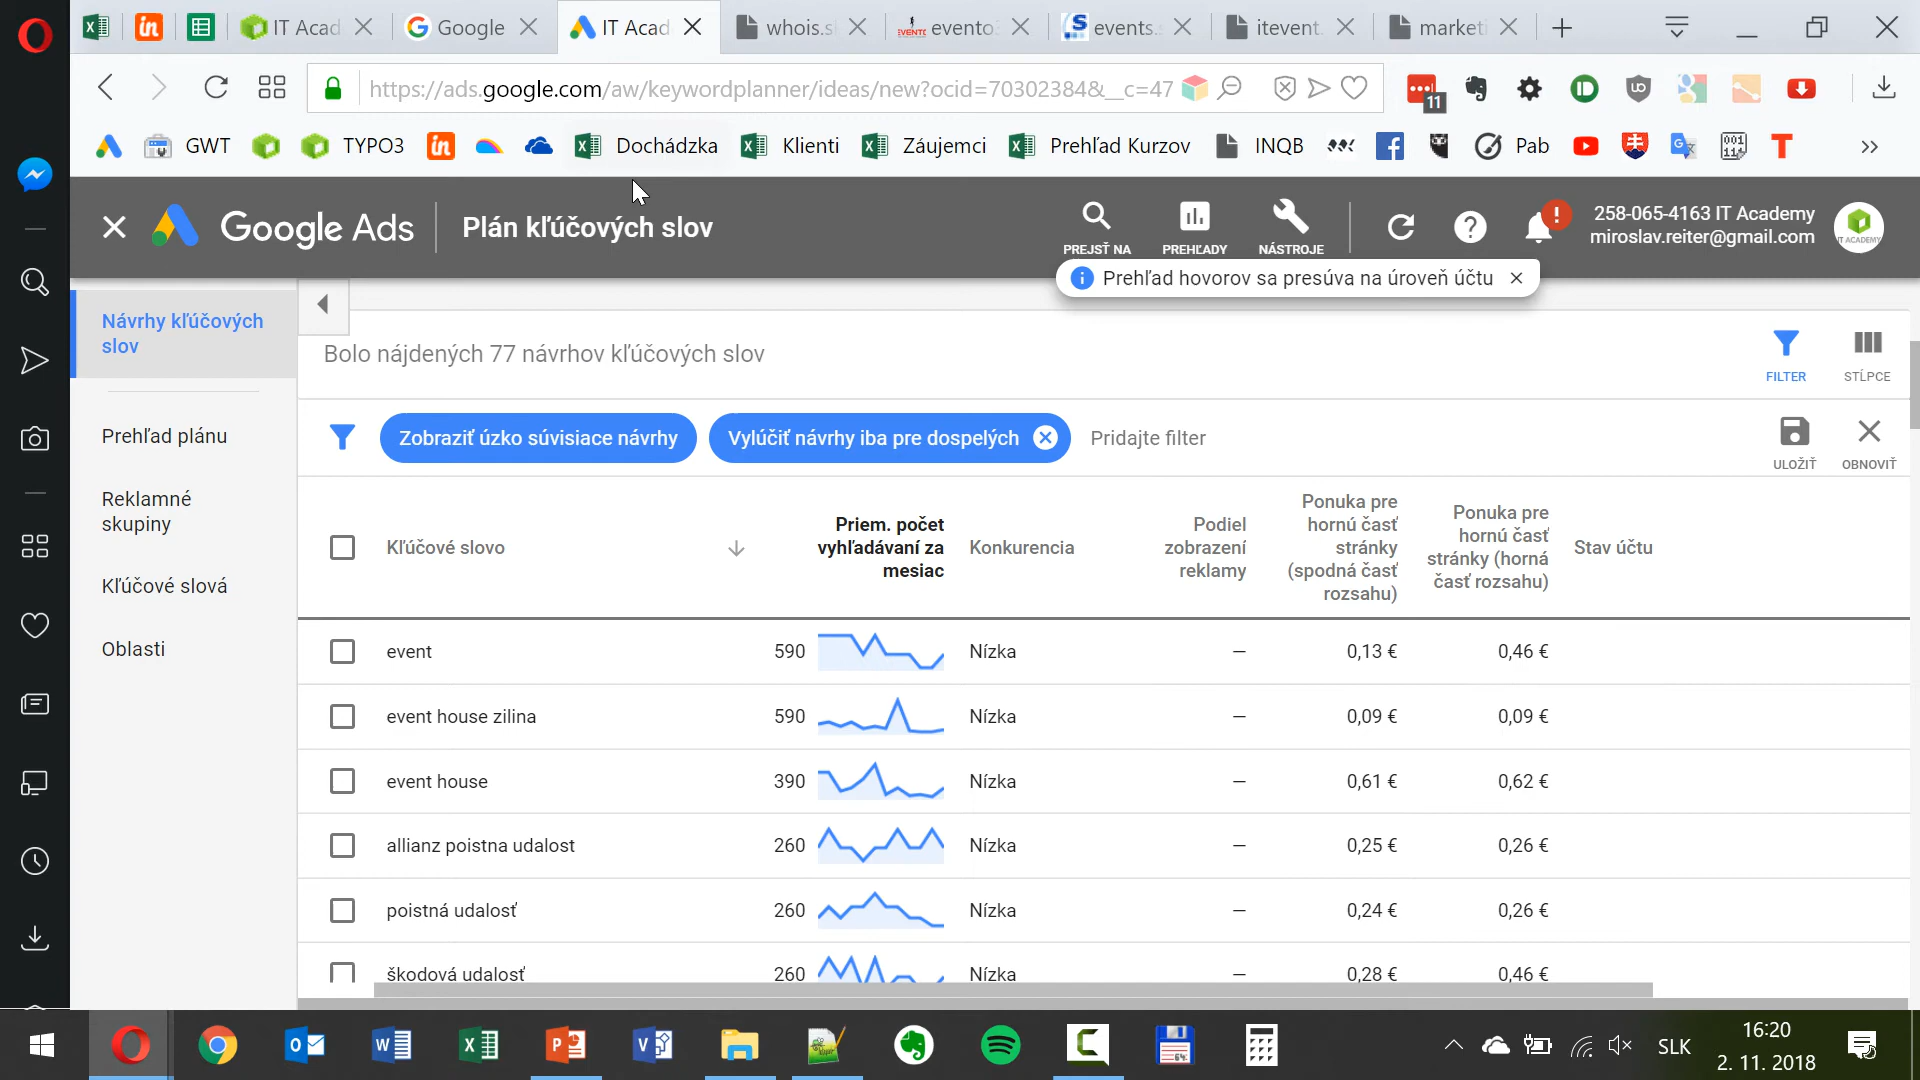 IT Acad
Google
IT Acad
whois.s
evento
events.
itevent.
marketi
https://ads.google.com/aw/keywordplanner/ideas/new?ocid=70302384&__c=47
11
GWT
TYPO3
Dochádzka
Klienti
Záujemci
Prehľad Kurzov
INQB
Pab
Google Ads
Plán kľúčových slov
PREJSŤ NA
PREHĽADY
NÁSTROJE
258-065-4163 IT Academy
miroslav.reiter@gmail.com
Prehľad hovorov sa presúva na úroveň účtu
Návrhy kľúčových
slov
Prehľad plánu
Reklamné
skupiny
Kľúčové slová
Oblasti
Bolo nájdených 77 návrhov kľúčových slov
FILTER
STĹPCE
Zobraziť úzko súvisiace návrhy
Vylúčiť návrhy iba pre dospelých
Pridajte filter
ULOŽIŤ
OBNOVIŤ
Kľúčové slovo
Priem. počet
vyhľadávaní za
mesiac
Konkurencia
Podiel
zobrazení
reklamy
Ponuka pre
hornú časť
stránky
(spodná časť
rozsahu)
Ponuka pre
hornú časť
stránky (horná
časť rozsahu)
Stav účtu
event 590 Nízka — 0,13 € 0,46 €
event house zilina 590 Nízka — 0,09 € 0,09 €
event house 390 Nízka — 0,61 € 0,62 €
allianz poistna udalost 260 Nízka — 0,25 € 0,26 €
poistná udalosť 260 Nízka — 0,24 € 0,26 €
škodová udalosť 260 Nízka — 0,28 € 0,46 €
SLK
16:20
2. 11. 2018